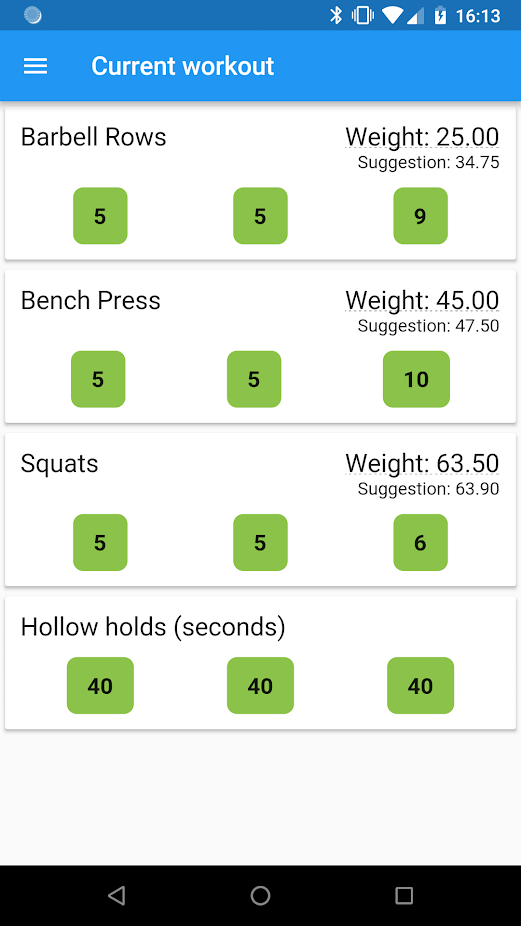 16:13
Current workout
Barbell Rows
Weight: 25.00
Suggestion: 34.75
5 5 9
Bench Press
Weight: 45.00
Suggestion: 47.50
5 5 10
Squats
Weight: 63.50
Suggestion: 63.90
5 5 6
Hollow holds (seconds)
40 40 40